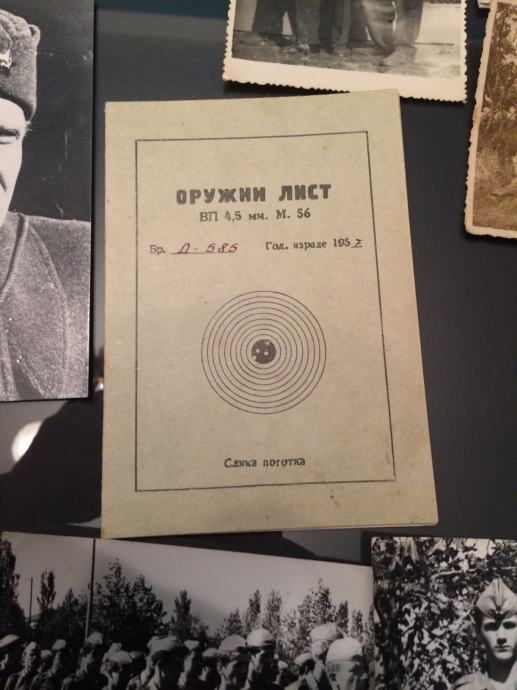 ОРУЖНИ ЛИСТ
ВП 4,5 мм. М. 56
Бр. Д-585 Год. израде 1957
Слика поготка